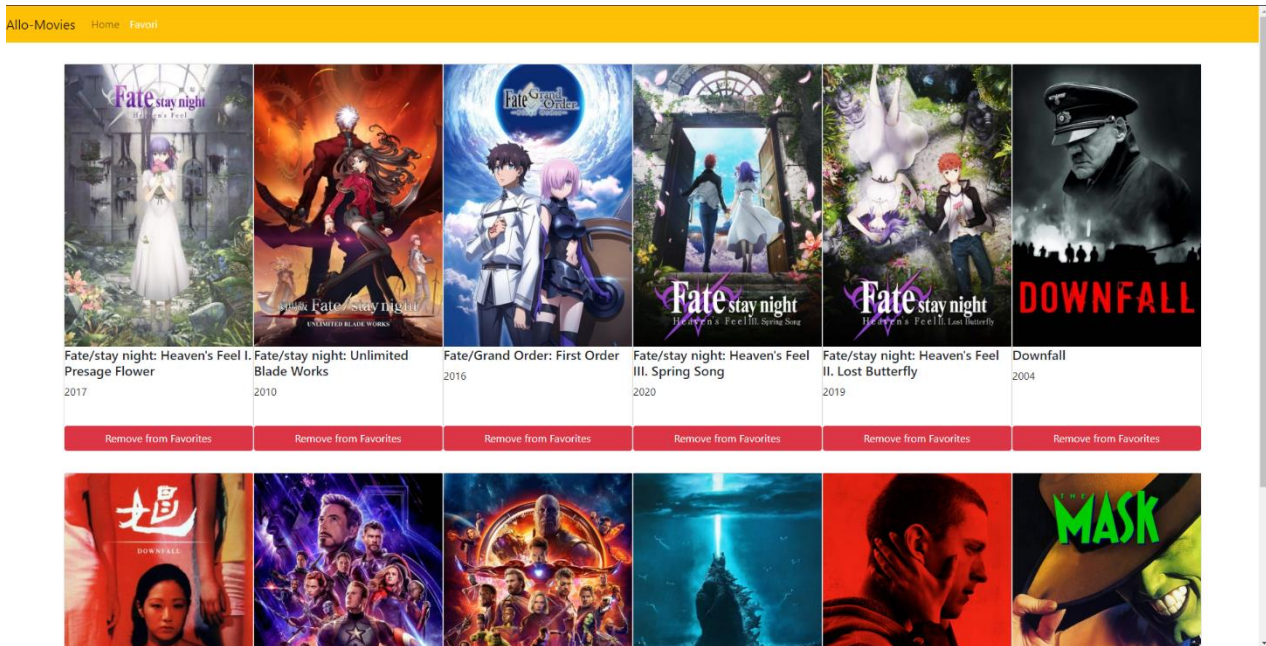 Allo-Movies Home Favori
Fate stay night
Heaven's Feel
Fate/stay night
UNLIMITED BLADE WORKS
Fate Grand Order
Fate stay night
Heaven's Feel III. Spring Song
Fate stay night
Heaven's Feel II. Lost Butterfly
DOWNFALL
Fate/stay night: Heaven's Feel I.
Presage Flower
2017
Remove from Favorites
Fate/stay night: Unlimited
Blade Works
2010
Remove from Favorites
Fate/Grand Order: First Order
2016
Remove from Favorites
Fate/stay night: Heaven's Feel
III. Spring Song
2020
Remove from Favorites
Fate/stay night: Heaven's Feel
II. Lost Butterfly
2019
Remove from Favorites
Downfall
2004
Remove from Favorites
DOWNFALL
THE
MASK